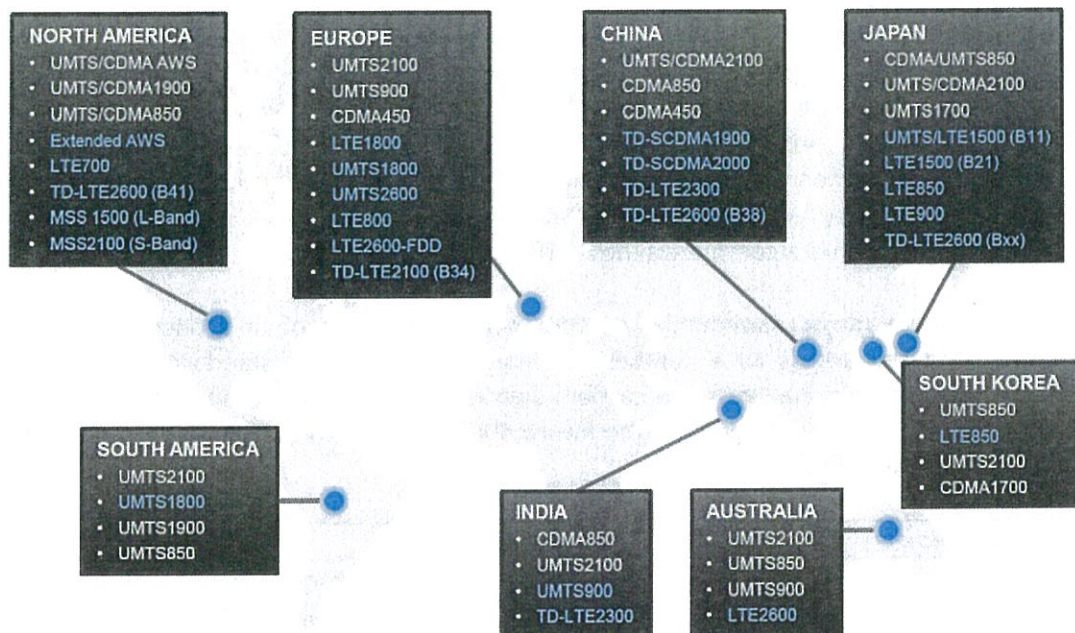 NORTH AMERICA
• UMTS/CDMA AWS
• UMTS/CDMA1900
• UMTS/CDMA850
• Extended AWS
• LTE700
• TD-LTE2600 (B41)
• MSS 1500 (L-Band)
• MSS2100 (S-Band)
EUROPE
• UMTS2100
• UMTS900
• CDMA450
• LTE1800
• UMTS1800
• UMTS2600
• LTE800
• LTE2600-FDD
• TD-LTE2100 (B34)
CHINA
• UMTS/CDMA2100
• CDMA850
• CDMA450
• TD-SCDMA1900
• TD-SCDMA2000
• TD-LTE2300
• TD-LTE2600 (B38)
JAPAN
• CDMA/UMTS850
• UMTS/CDMA2100
• UMTS1700
• UMTS/LTE1500 (B11)
• LTE1500 (B21)
• LTE850
• LTE900
• TD-LTE2600 (Bxx)
SOUTH AMERICA
• UMTS2100
• UMTS1800
• UMTS1900
• UMTS850
INDIA
• CDMA850
• UMTS2100
• UMTS900
• TD-LTE2300
AUSTRALIA
• UMTS2100
• UMTS850
• UMTS900
• LTE2600
SOUTH KOREA
• UMTS850
• LTE850
• UMTS2100
• CDMA1700